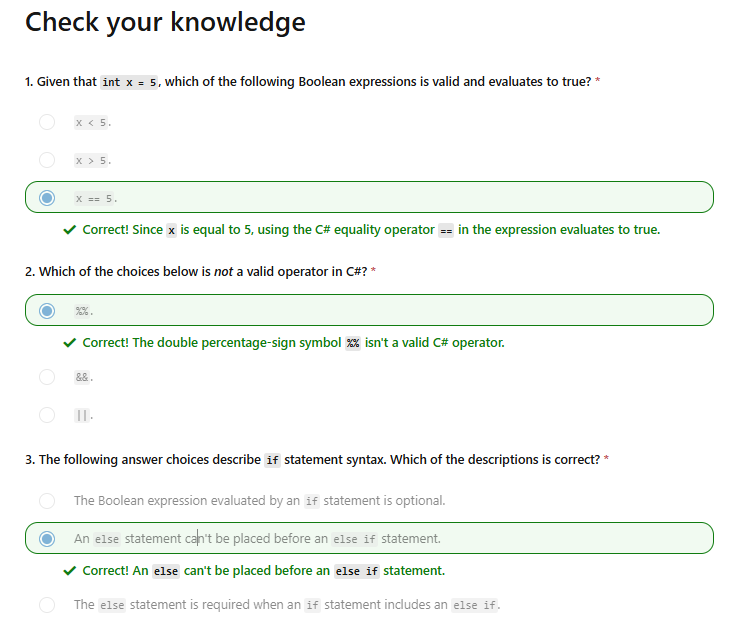 Check your knowledge
1. Given that int x = 5, which of the following Boolean expressions is valid and evaluates to true? *
x < 5.
x > 5.
x == 5.
✔ Correct! Since x is equal to 5, using the C# equality operator == in the expression evaluates to true.
2. Which of the choices below is not a valid operator in C#? *
%%.
✔ Correct! The double percentage-sign symbol %% isn't a valid C# operator.
&&.
||.
3. The following answer choices describe if statement syntax. Which of the descriptions is correct? *
The Boolean expression evaluated by an if statement is optional.
An else statement can't be placed before an else if statement.
✔ Correct! An else can't be placed before an else if statement.
The else statement is required when an if statement includes an else if.